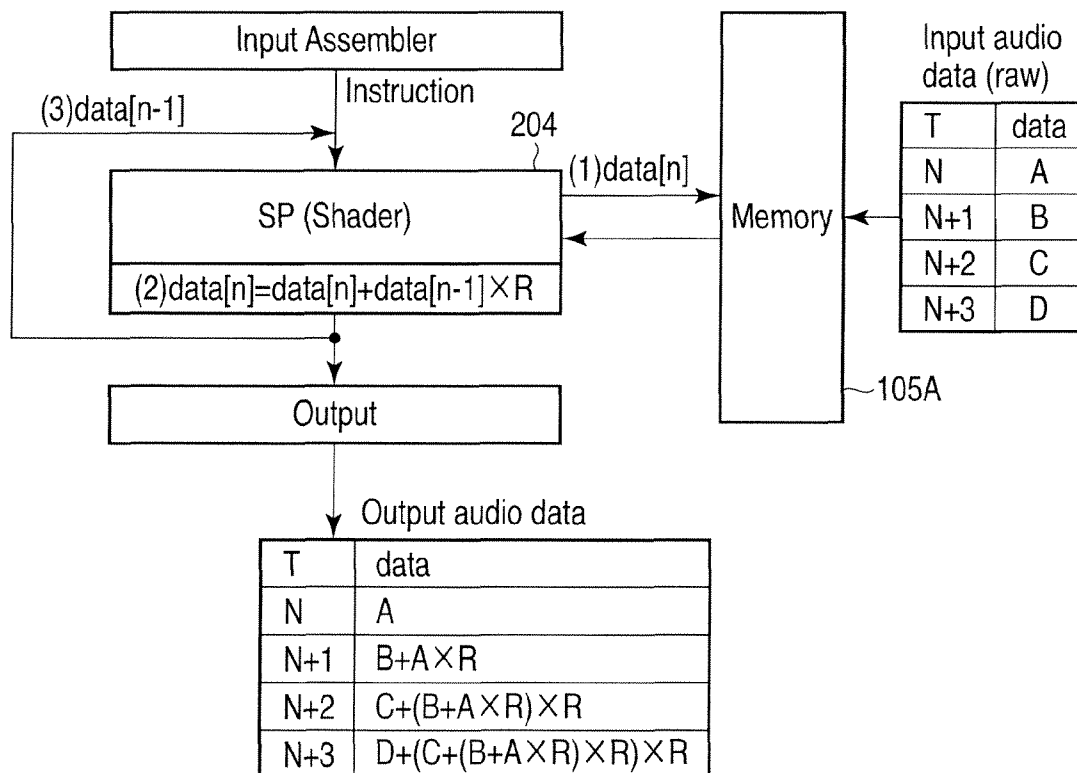 Input Assembler
Instruction
(3)data[n-1]
204
(1)data[n]
SP (Shader)
(2)data[n]=data[n]+data[n-1]×R
Memory
105A
Input audio
data (raw)
T data
N A
N+1 B
N+2 C
N+3 D
Output
Output audio data
T data
N A
N+1 B+A×R
N+2 C+(B+A×R)×R
N+3 D+(C+(B+A×R)×R)×R